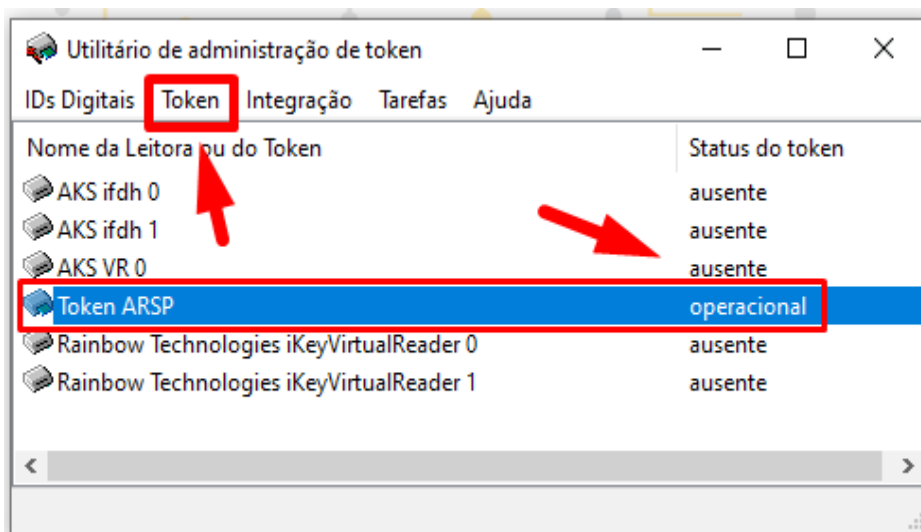 Utilitário de administração de token
IDs Digitais Token Integração Tarefas Ajuda
Nome da Leitora ou do Token Status do token
AKS ifdh 0 ausente
AKS ifdh 1 ausente
AKS VR 0 ausente
Token ARSP operacional
Rainbow Technologies iKeyVirtualReader 0 ausente
Rainbow Technologies iKeyVirtualReader 1 ausente